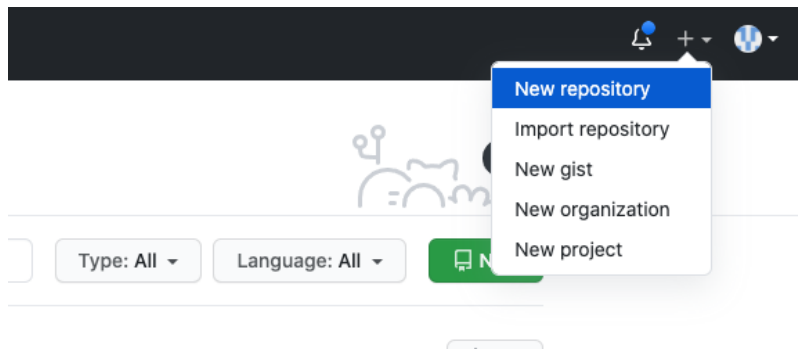 New repository
Import repository
New gist
New organization
New project
Type: All
Language: All